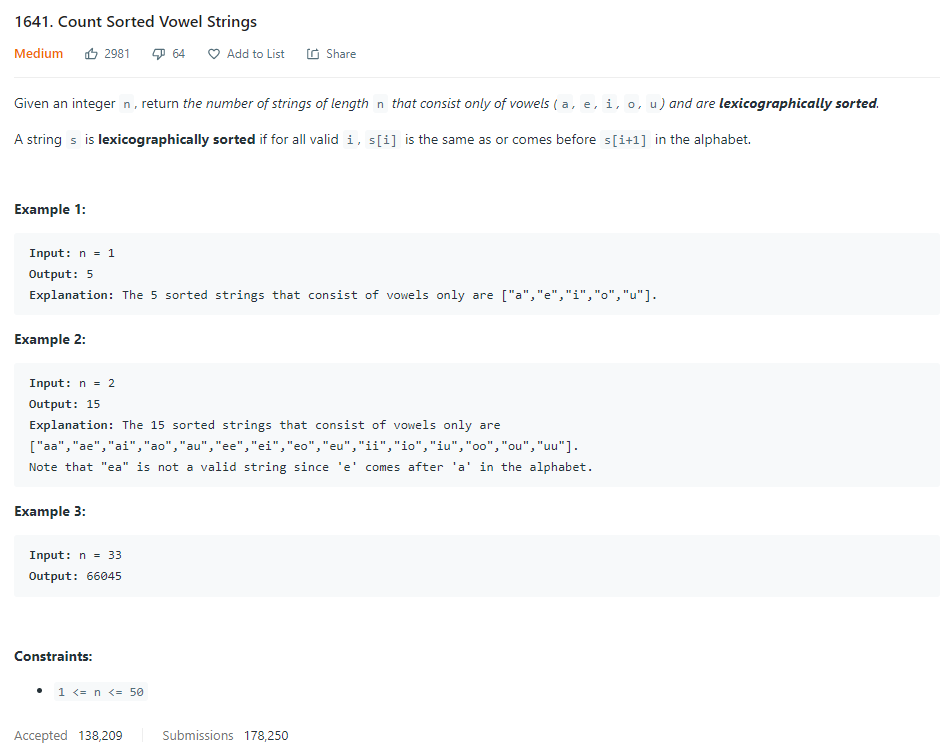 1641. Count Sorted Vowel Strings
Medium 2981 64 Add to List Share
Given an integer n, return the number of strings of length n that consist only of vowels (a, e, i, o, u) and are lexicographically sorted.
A string s is lexicographically sorted if for all valid i, s[i] is the same as or comes before s[i+1] in the alphabet.
Example 1:
Input: n = 1
Output: 5
Explanation: The 5 sorted strings that consist of vowels only are ["a","e","i","o","u"].
Example 2:
Input: n = 2
Output: 15
Explanation: The 15 sorted strings that consist of vowels only are
["aa","ae","ai","ao","au","ee","ei","eo","eu","ii","io","iu","oo","ou","uu"].
Note that "ea" is not a valid string since 'e' comes after 'a' in the alphabet.
Example 3:
Input: n = 33
Output: 66045
Constraints:
• 1 <= n <= 50
Accepted 138,209 Submissions 178,250